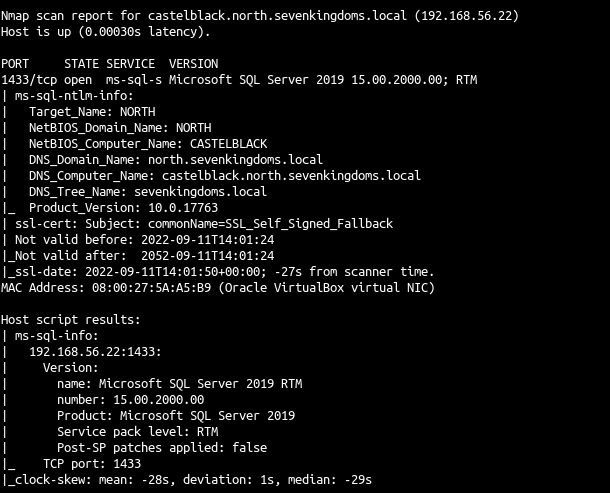 Nmap scan report for castelblack.north.sevenkingdoms.local (192.168.56.22)
Host is up (0.00030s latency).
PORT     STATE SERVICE  VERSION
1433/tcp open  ms-sql-s Microsoft SQL Server 2019 15.00.2000.00; RTM
| ms-sql-ntlm-info:
|   Target_Name: NORTH
|   NetBIOS_Domain_Name: NORTH
|   NetBIOS_Computer_Name: CASTELBLACK
|   DNS_Domain_Name: north.sevenkingdoms.local
|   DNS_Computer_Name: castelblack.north.sevenkingdoms.local
|   DNS_Tree_Name: sevenkingdoms.local
|_  Product_Version: 10.0.17763
| ssl-cert: Subject: commonName=SSL_Self_Signed_Fallback
| Not valid before: 2022-09-11T14:01:24
|_Not valid after:  2052-09-11T14:01:24
|_ssl-date: 2022-09-11T14:01:50+00:00; -27s from scanner time.
MAC Address: 08:00:27:5A:A5:B9 (Oracle VirtualBox virtual NIC)
Host script results:
| ms-sql-info:
|   192.168.56.22:1433:
|     Version:
|       name: Microsoft SQL Server 2019 RTM
|       number: 15.00.2000.00
|       Product: Microsoft SQL Server 2019
|       Service pack level: RTM
|       Post-SP patches applied: false
|_    TCP port: 1433
|_clock-skew: mean: -28s, deviation: 1s, median: -29s